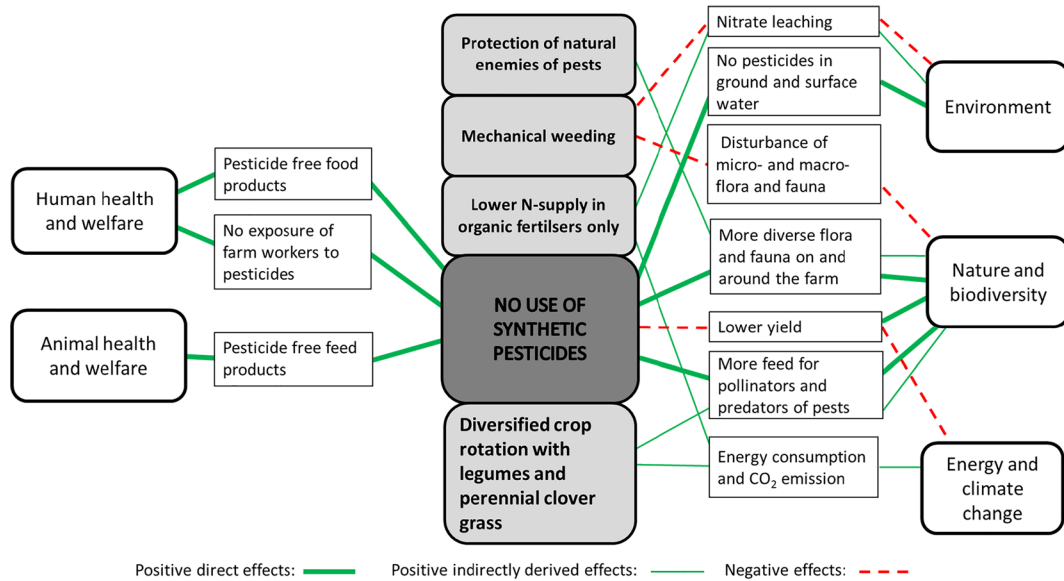 Protection of natural
enemies of pests
Mechanical weeding
Lower N-supply in
organic fertilsers only
NO USE OF
SYNTHETIC
PESTICIDES
Diversified crop
rotation with
legumes and
perennial clover
grass
Human health
and welfare
Animal health
and welfare
Pesticide free food
products
No exposure of
farm workers to
pesticides
Pesticide free feed
products
Nitrate leaching
No pesticides in
ground and surface
water
Disturbance of
micro- and macro-
flora and fauna
More diverse flora
and fauna on and
around the farm
Lower yield
More feed for
pollinators and
predators of pests
Energy consumption
and CO₂ emission
Environment
Nature and
biodiversity
Energy and
climate
change
Positive direct effects:
Positive indirectly derived effects:
Negative effects: